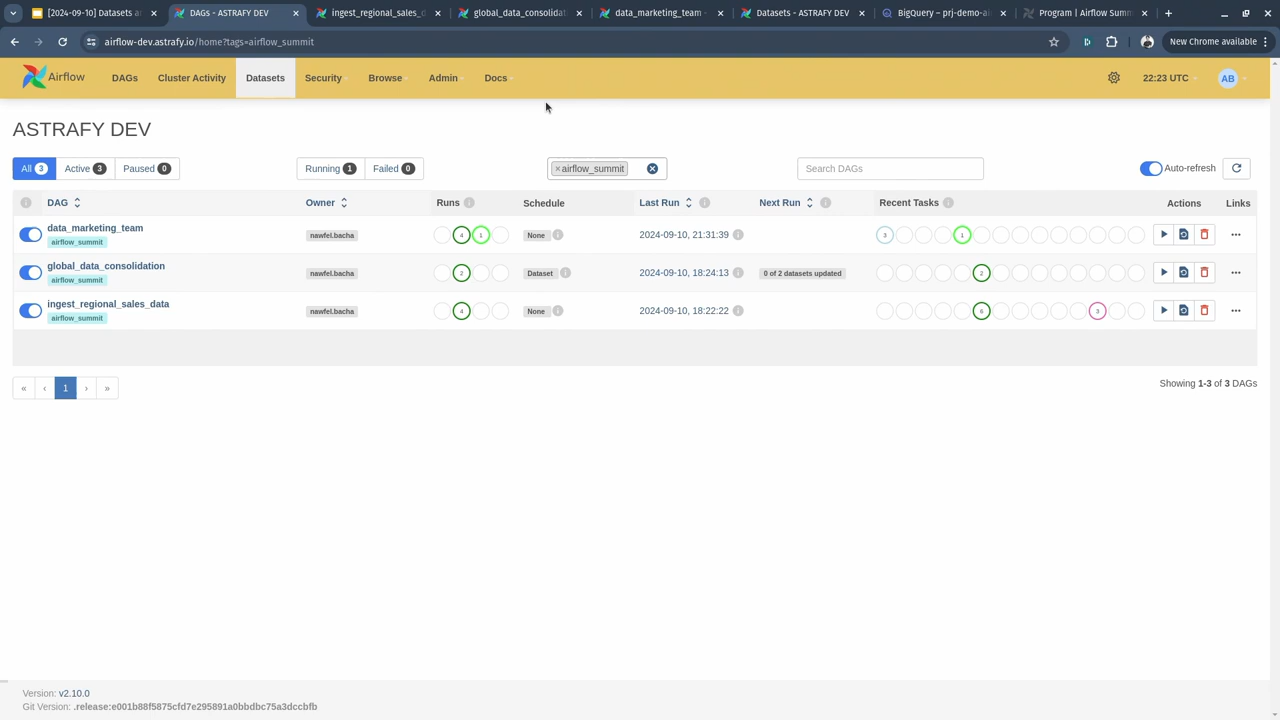 [2024-09-10] Datasets a
DAGs - ASTRAFY DEV
ingest_regional_sales_d
global_data_consolidat
data_marketing_team
Datasets - ASTRAFY DEV
BigQuery – prj-demo-ai
Program | Airflow Summ
airflow-dev.astrafy.io/home?tags=airflow_summit
New Chrome available
Airflow
DAGs
Cluster Activity
Datasets
Security
Browse
Admin
Docs
22:23 UTC
AB
ASTRAFY DEV
All 3
Active 3
Paused 0
Running 1
Failed 0
×airflow_summit
Search DAGs
Auto-refresh
DAG
Owner
Runs
Schedule
Last Run
Next Run
Recent Tasks
Actions
Links
data_marketing_team
airflow_summit
nawfel.bacha
4
1
None
2024-09-10, 21:31:39
3
1
global_data_consolidation
airflow_summit
nawfel.bacha
2
Dataset
2024-09-10, 18:24:13
0 of 2 datasets updated
2
ingest_regional_sales_data
airflow_summit
nawfel.bacha
4
None
2024-09-10, 18:22:22
6
3
« ‹ 1 › »
Showing 1-3 of 3 DAGs
Version: v2.10.0
Git Version: .release:e001b88f5875cfd7e295891a0bbdbc75a3dccbfb